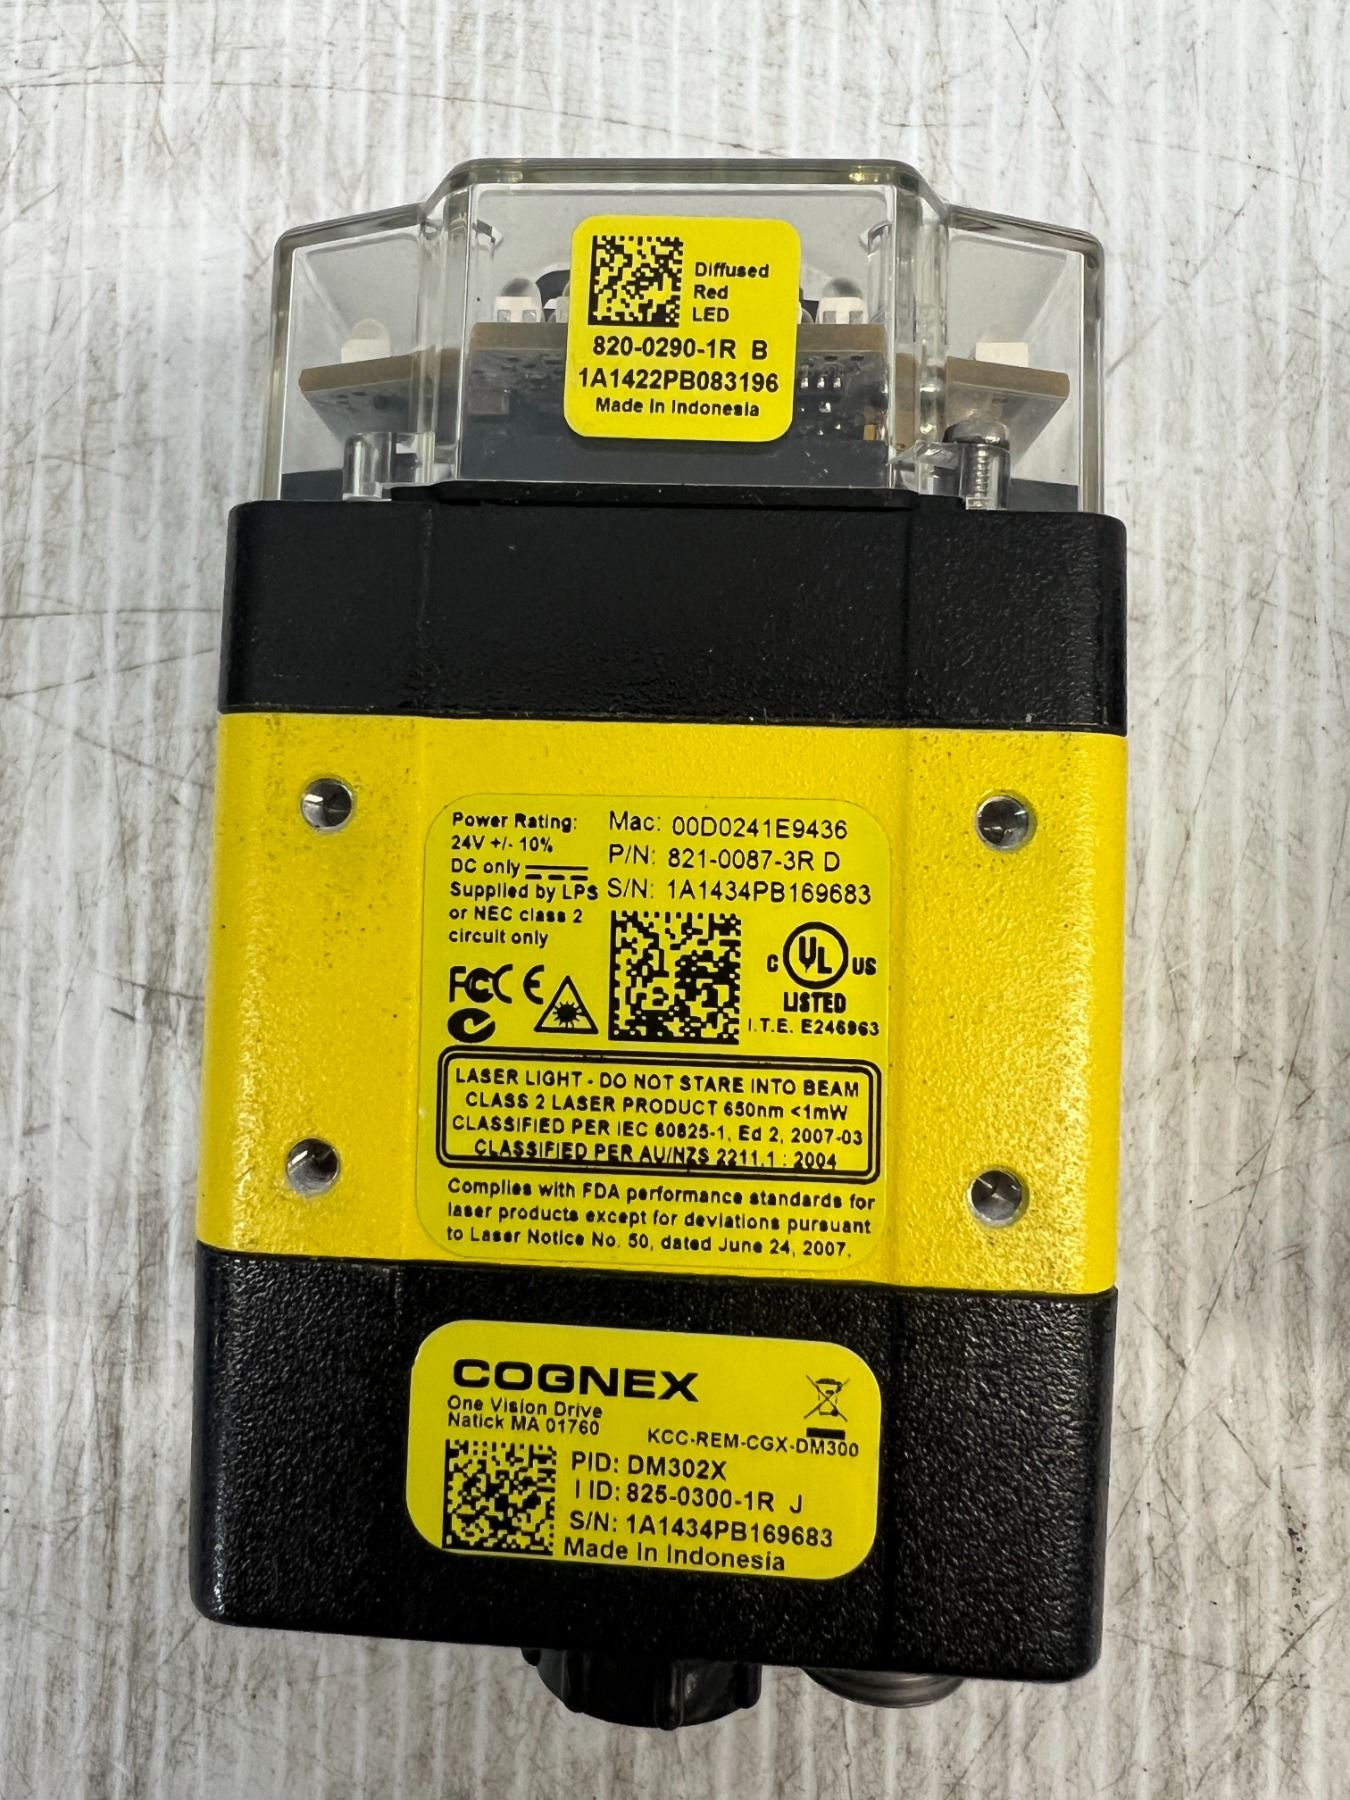 Diffused
Red
LED
820-0290-1R B
1A1422PB083196
Made in Indonesia
Power Rating:
24V +/- 10%
DC only
Supplied by LPS
or NEC class 2
circuit only
Mac: 00D0241E9436
P/N: 821-0087-3R D
S/N: 1A1434PB169683
FCC CE
C UL US
LISTED
I.T.E. E246963
LASER LIGHT - DO NOT STARE INTO BEAM
CLASS 2 LASER PRODUCT 650nm <1mW
CLASSIFIED PER IEC 60825-1, Ed 2, 2007-03
CLASSIFIED PER AU/NZS 2211.1 : 2004
Complies with FDA performance standards for
laser products except for deviations pursuant
to Laser Notice No. 50, dated June 24, 2007.
COGNEX
One Vision Drive
Natick MA 01760
KCC-REM-CGX-DM300
PID: DM302X
I ID: 825-0300-1R J
S/N: 1A1434PB169683
Made In Indonesia